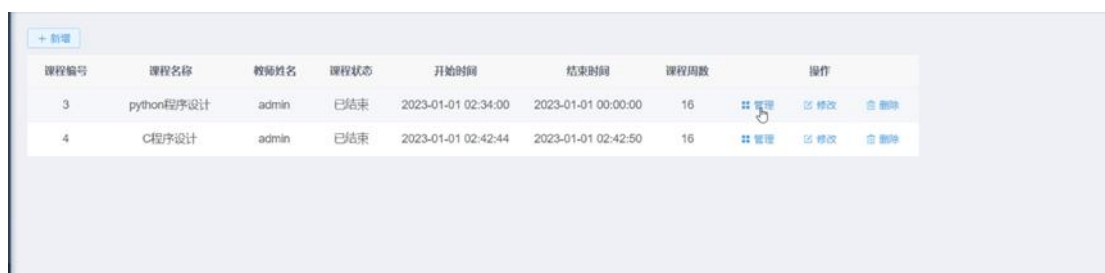 + 新增
课程编号 课程名称 教师姓名 课程状态 开始时间 结束时间 课程周数 操作
3 python程序设计 admin 已结束 2023-01-01 02:34:00 2023-01-01 00:00:00 16 管理 修改 删除
4 C程序设计 admin 已结束 2023-01-01 02:42:44 2023-01-01 02:42:50 16 管理 修改 删除